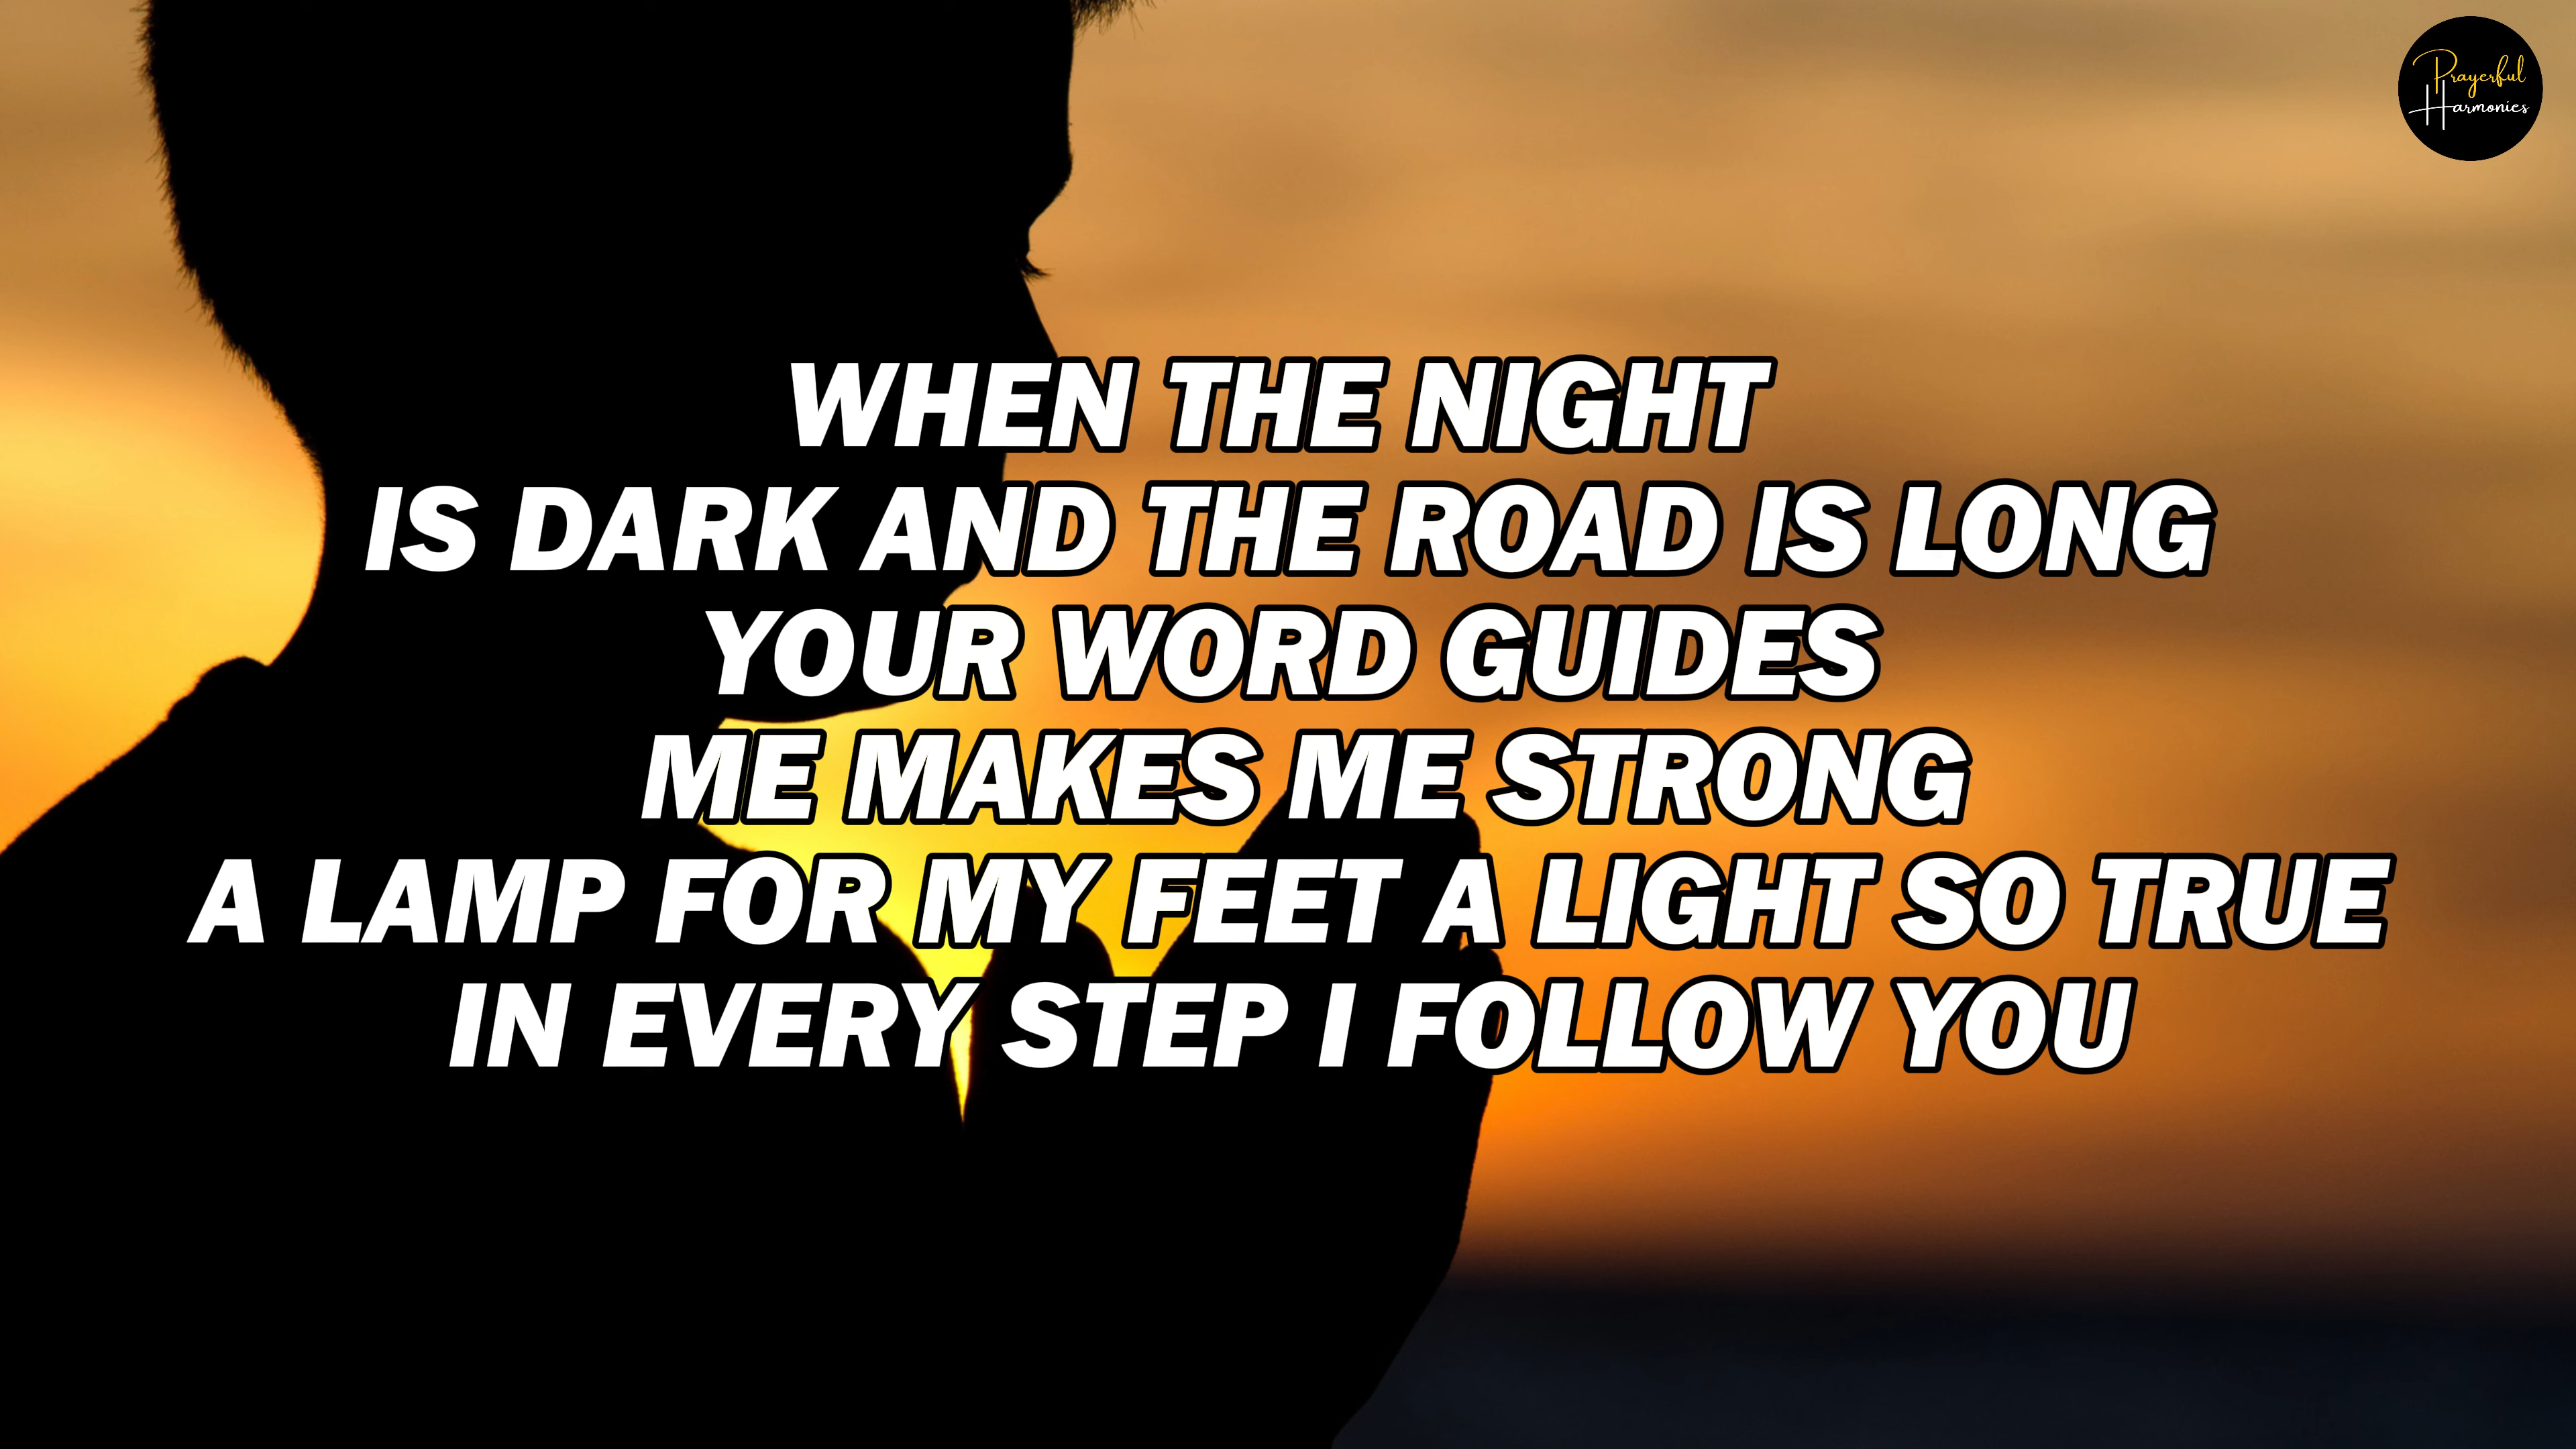 Prayerful
Harmonies
WHEN THE NIGHT
IS DARK AND THE ROAD IS LONG
YOUR WORD GUIDES
ME MAKES ME STRONG
A LAMP FOR MY FEET A LIGHT SO TRUE
IN EVERY STEP I FOLLOW YOU